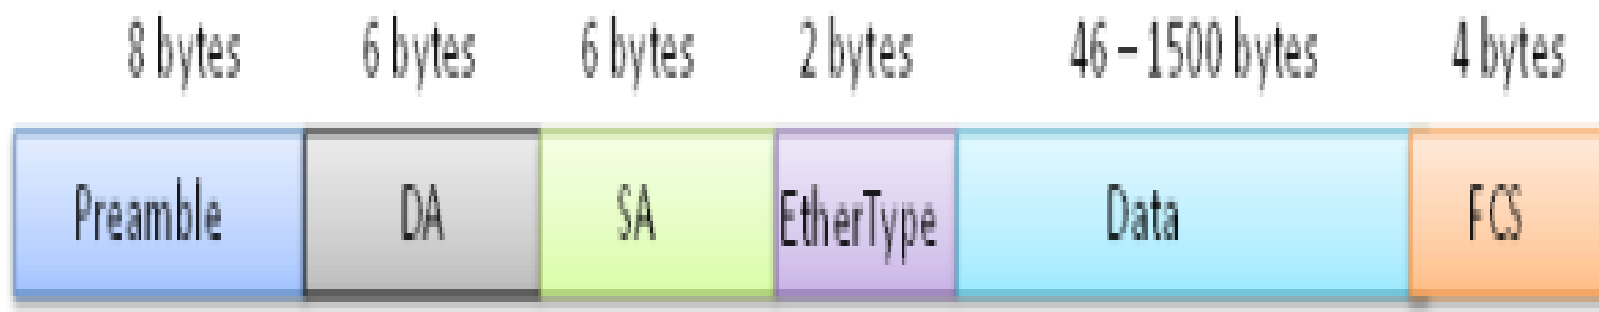 8 bytes 6 bytes 6 bytes 2 bytes 46 – 1500 bytes 4 bytes
Preamble DA SA EtherType Data FCS